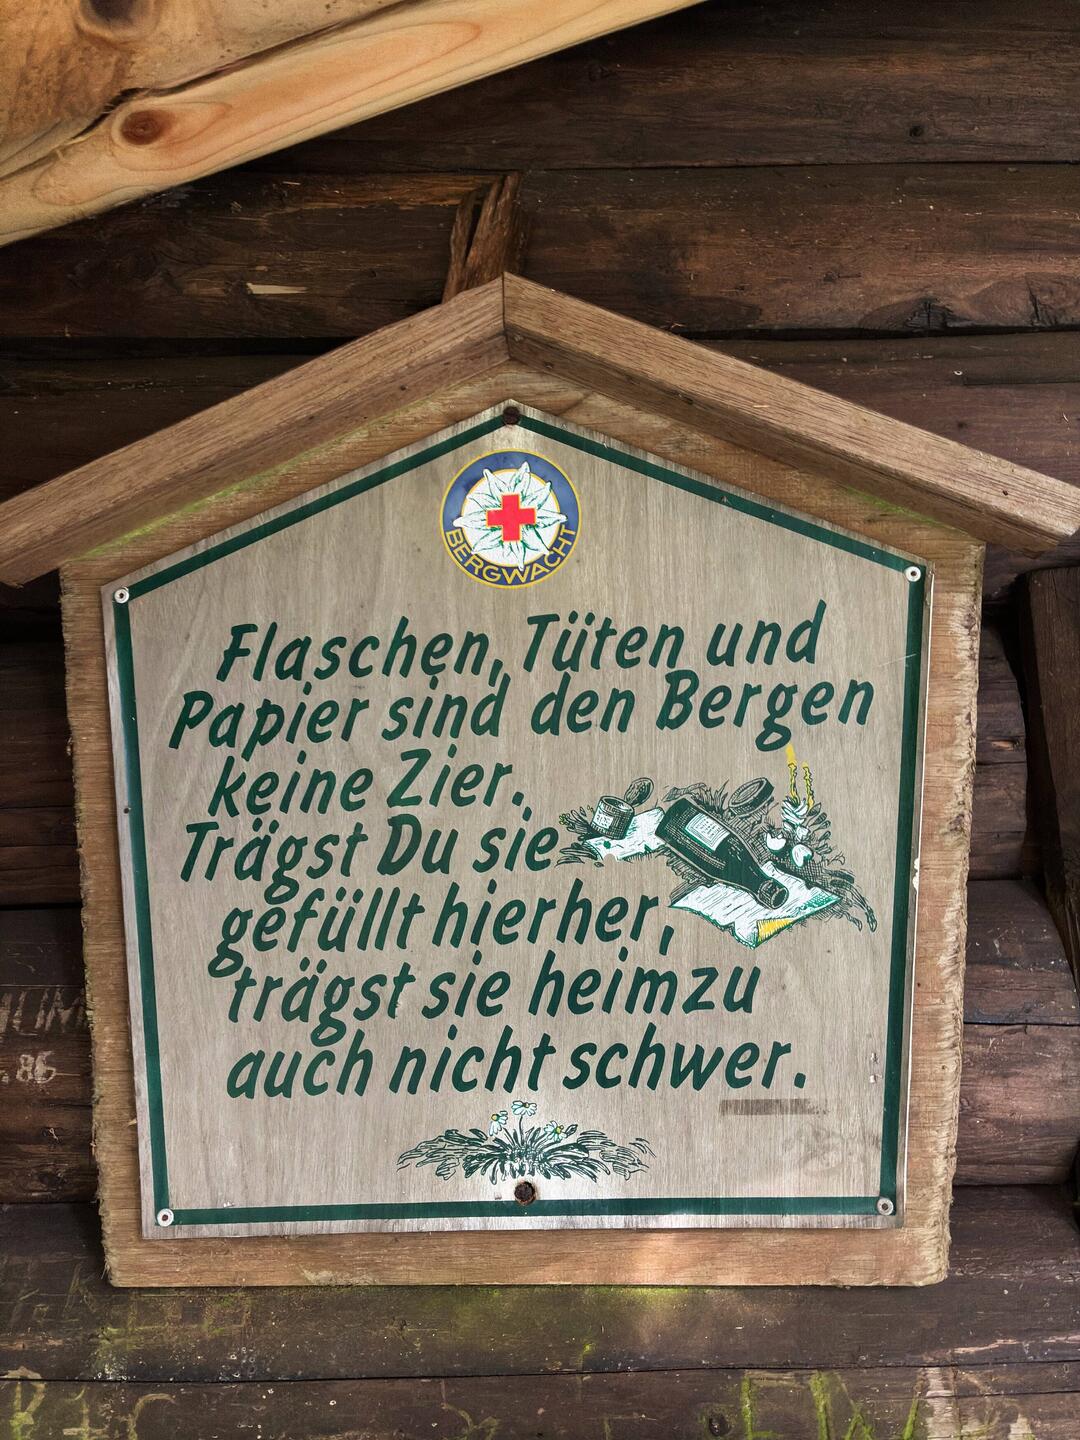 BERGWACHT
Flaschen, Tüten und
Papier sind den Bergen
keine Zier.
Trägst Du sie
gefüllt hierher,
trägst sie heimzu
auch nicht schwer.
.86